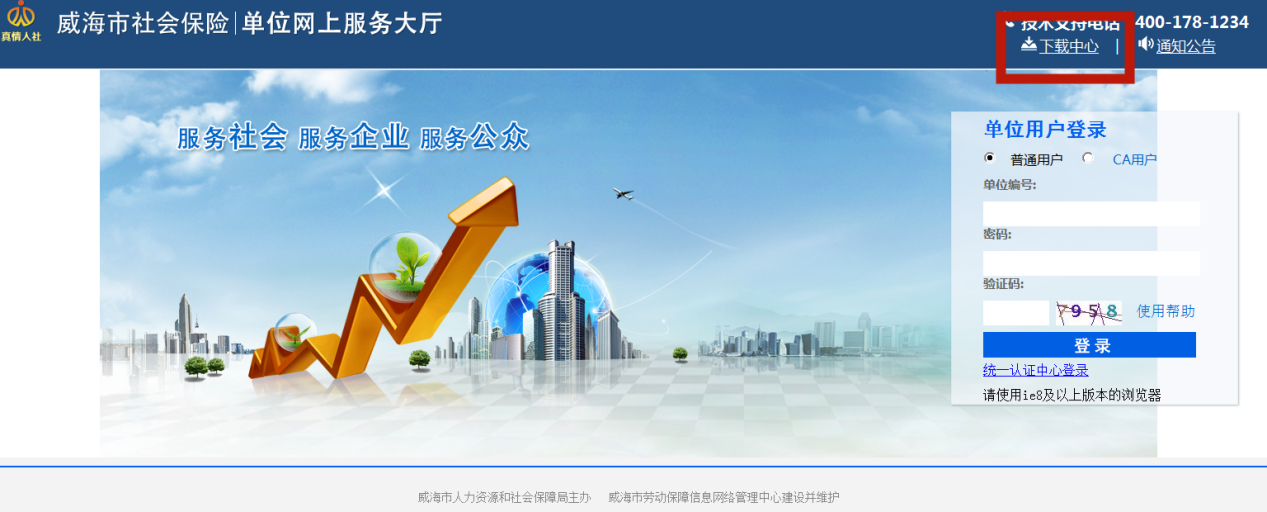 真情人社
威海市社会保险|单位网上服务大厅
技术支持电话 400-178-1234
下载中心 | 通知公告
服务社会 服务企业 服务公众
单位用户登录
普通用户 CA用户
单位编号:
密码:
验证码:
7958 使用帮助
登录
统一认证中心登录
请使用ie8及以上版本的浏览器
威海市人力资源和社会保障局主办 威海市劳动保障信息网络管理中心建设并维护